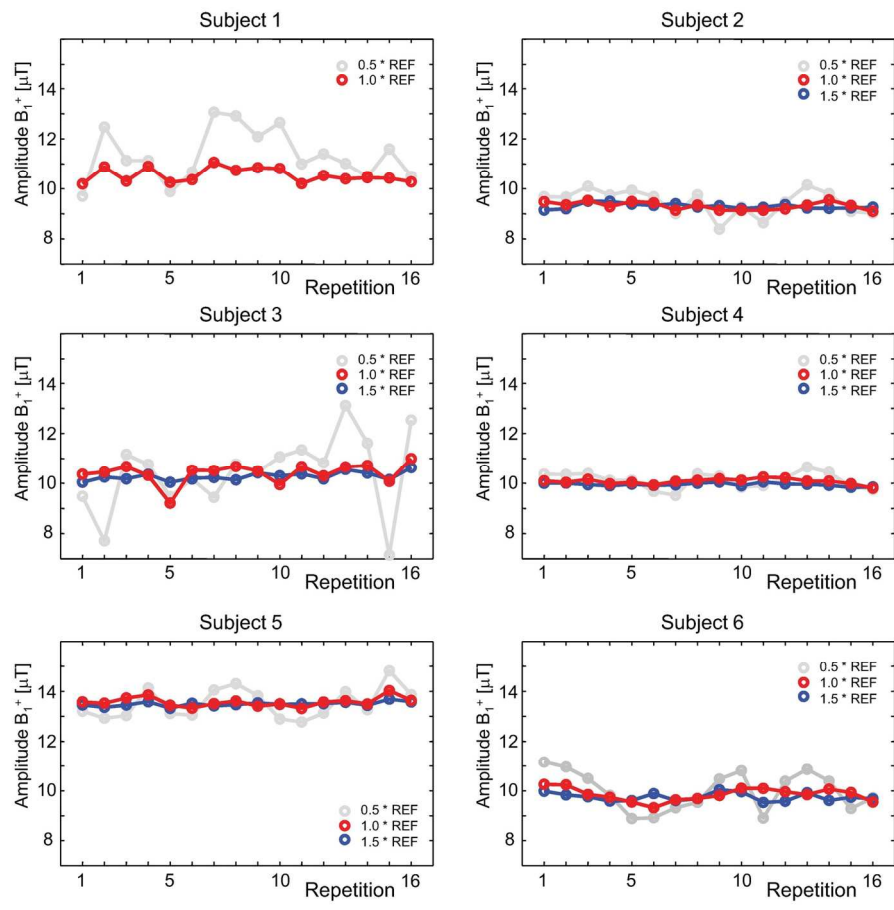 Subject 1
Amplitude B₁⁺ [µT]
14
12
10
8
1
5
10
16
Repetition
0.5 * REF
1.0 * REF
Subject 2
Amplitude B₁⁺ [µT]
14
12
10
8
1
5
10
16
Repetition
0.5 * REF
1.0 * REF
1.5 * REF
Subject 3
Amplitude B₁⁺ [µT]
14
12
10
8
1
5
10
16
Repetition
0.5 * REF
1.0 * REF
1.5 * REF
Subject 4
Amplitude B₁⁺ [µT]
14
12
10
8
1
5
10
16
Repetition
0.5 * REF
1.0 * REF
1.5 * REF
Subject 5
Amplitude B₁⁺ [µT]
14
12
10
8
1
5
10
16
Repetition
0.5 * REF
1.0 * REF
1.5 * REF
Subject 6
Amplitude B₁⁺ [µT]
14
12
10
8
1
5
10
16
Repetition
0.5 * REF
1.0 * REF
1.5 * REF